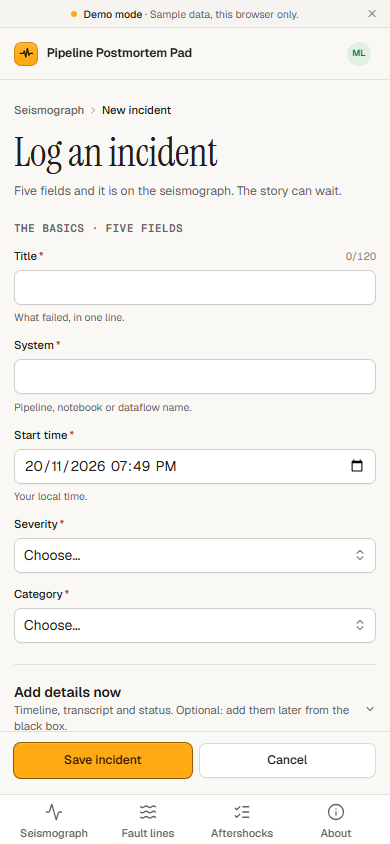 Demo mode · Sample data, this browser only.
Pipeline Postmortem Pad
ML
Seismograph > New incident
Log an incident
Five fields and it is on the seismograph. The story can wait.
THE BASICS · FIVE FIELDS
Title *
0/120
What failed, in one line.
System *
Pipeline, notebook or dataflow name.
Start time *
20/11/2026 07:49 PM
Your local time.
Severity *
Choose...
Category *
Choose...
Add details now
Timeline, transcript and status. Optional: add them later from the
black box.
Save incident
Cancel
Seismograph
Fault lines
Aftershocks
About